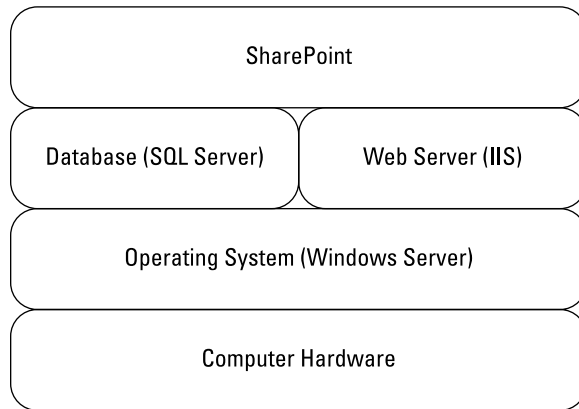 SharePoint
Database (SQL Server)
Web Server (IIS)
Operating System (Windows Server)
Computer Hardware